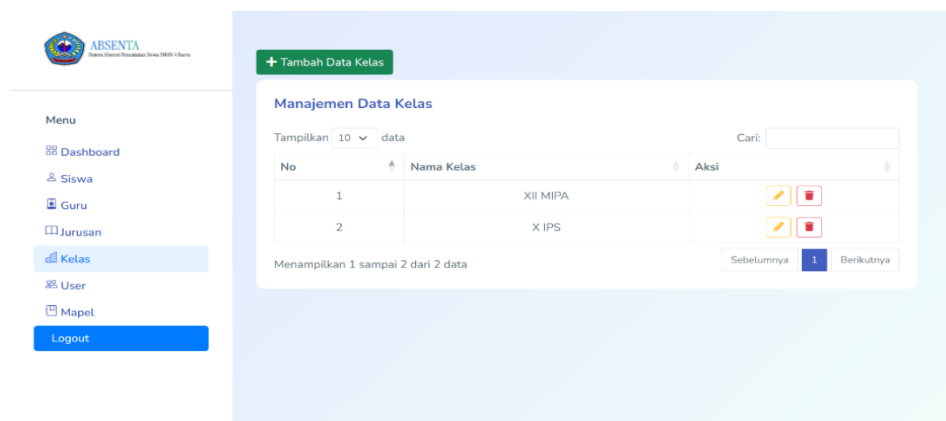 ABSENTA
Menu
Dashboard
Siswa
Guru
Jurusan
Kelas
User
Mapel
Logout
+ Tambah Data Kelas
Manajemen Data Kelas
Tampilkan 10 data Cari:
No Nama Kelas Aksi
1 XII MIPA
2 X IPS
Menampilkan 1 sampai 2 dari 2 data Sebelumnya 1 Berikutnya